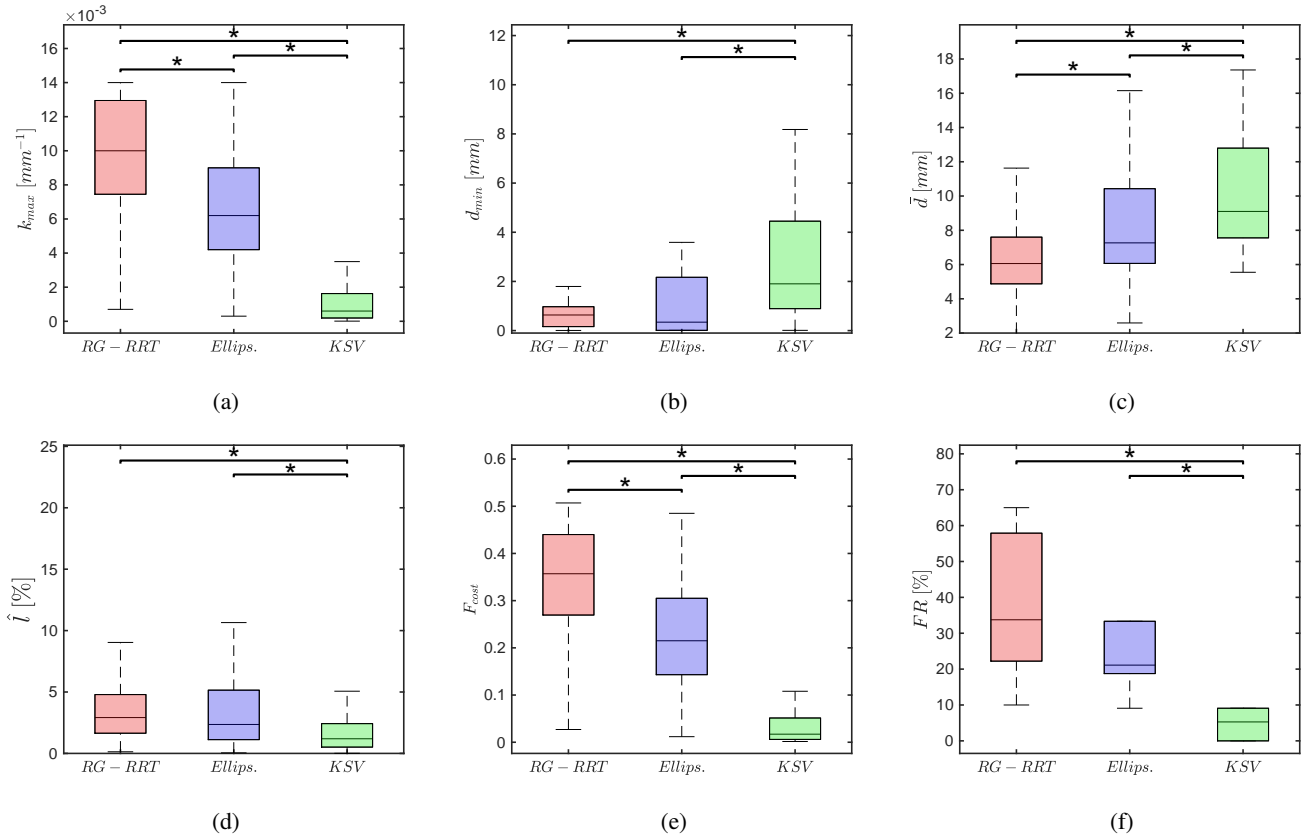 ×10⁻³
16
14
12
10
8
6
4
2
0
k_max [mm⁻¹]
* * *
RG − RRT Ellips. KSV
(a)
12
10
8
6
4
2
0
d_min [mm]
* *
RG − RRT Ellips. KSV
(b)
18
16
14
12
10
8
6
4
2
d̄ [mm]
* * *
RG − RRT Ellips. KSV
(c)
25
20
15
10
5
0
l̂ [%]
* *
RG − RRT Ellips. KSV
(d)
0.6
0.5
0.4
0.3
0.2
0.1
0
F_cost
* * *
RG − RRT Ellips. KSV
(e)
80
70
60
50
40
30
20
10
0
FR [%]
* *
RG − RRT Ellips. KSV
(f)